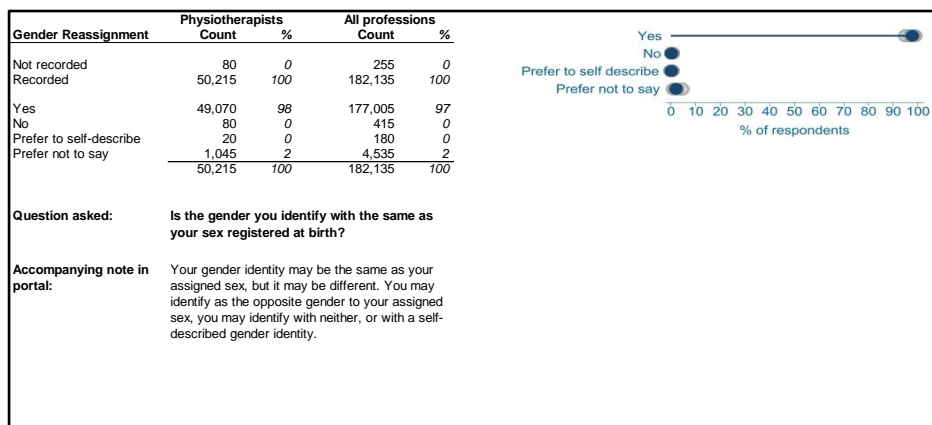 Physiotherapists All professions
Gender Reassignment Count % Count %
Not recorded 80 0 255 0
Recorded 50,215 100 182,135 100
Yes 49,070 98 177,005 97
No 80 0 415 0
Prefer to self-describe 20 0 180 0
Prefer not to say 1,045 2 4,535 2
50,215 100 182,135 100
Question asked: Is the gender you identify with the same as
your sex registered at birth?
Accompanying note in Your gender identity may be the same as your
portal: assigned sex, but it may be different. You may
identify as the opposite gender to your assigned
sex, you may identify with neither, or with a self-
described gender identity.
Yes
No
Prefer to self describe
Prefer not to say
0 10 20 30 40 50 60 70 80 90 100
% of respondents